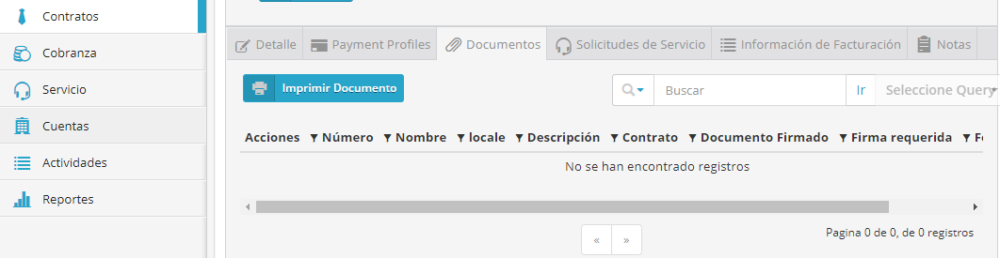 Contratos
Cobranza
Servicio
Cuentas
Actividades
Reportes
Detalle Payment Profiles Documentos Solicitudes de Servicio Información de Facturación Notas
Imprimir Documento
Buscar Ir Seleccione Query
Acciones Número Nombre locale Descripción Contrato Documento Firmado Firma requerida
No se han encontrado registros
« »
Pagina 0 de 0, de 0 registros